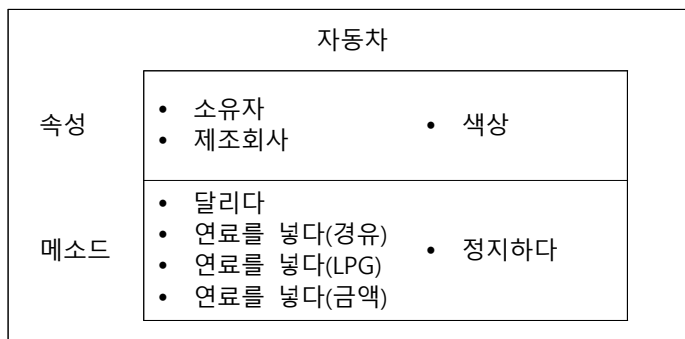 자동차
속성
• 소유자
• 제조회사
• 색상
메소드
• 달리다
• 연료를 넣다(경유)
• 연료를 넣다(LPG)
• 연료를 넣다(금액)
• 정지하다